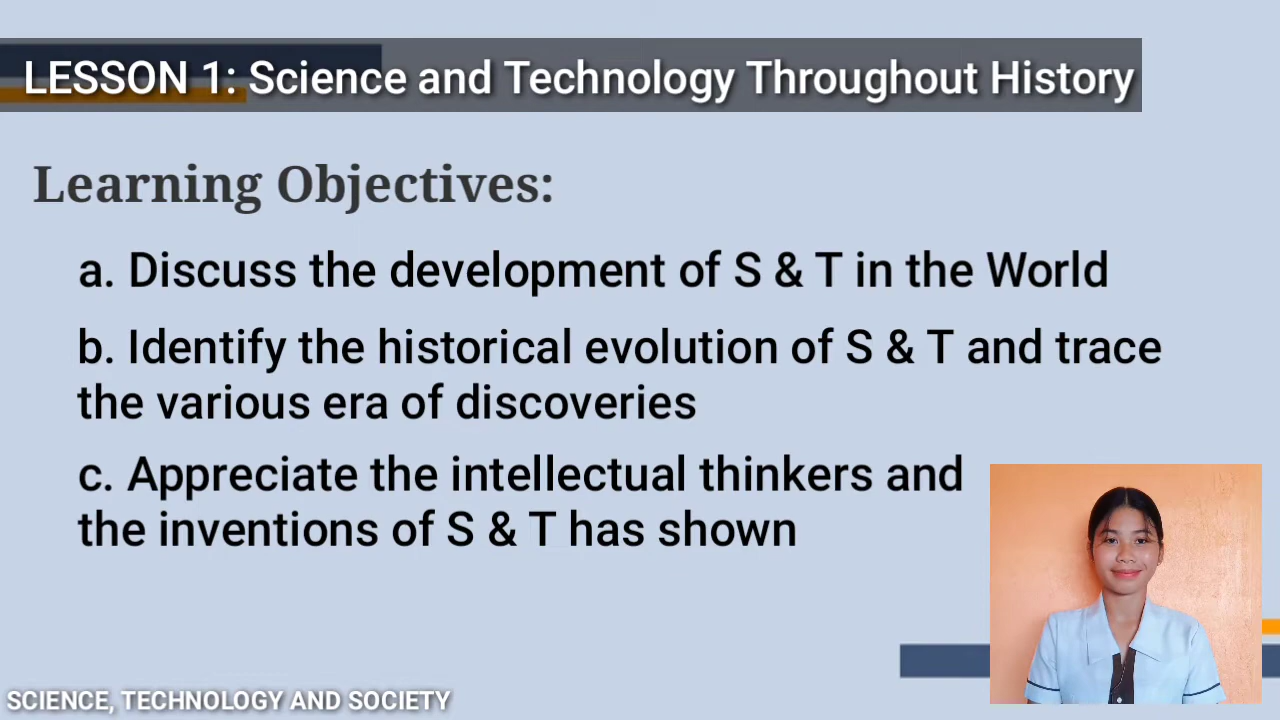 LESSON 1: Science and Technology Throughout History
Learning Objectives:
a. Discuss the development of S & T in the World
b. Identify the historical evolution of S & T and trace
the various era of discoveries
c. Appreciate the intellectual thinkers and
the inventions of S & T has shown
SCIENCE, TECHNOLOGY AND SOCIETY